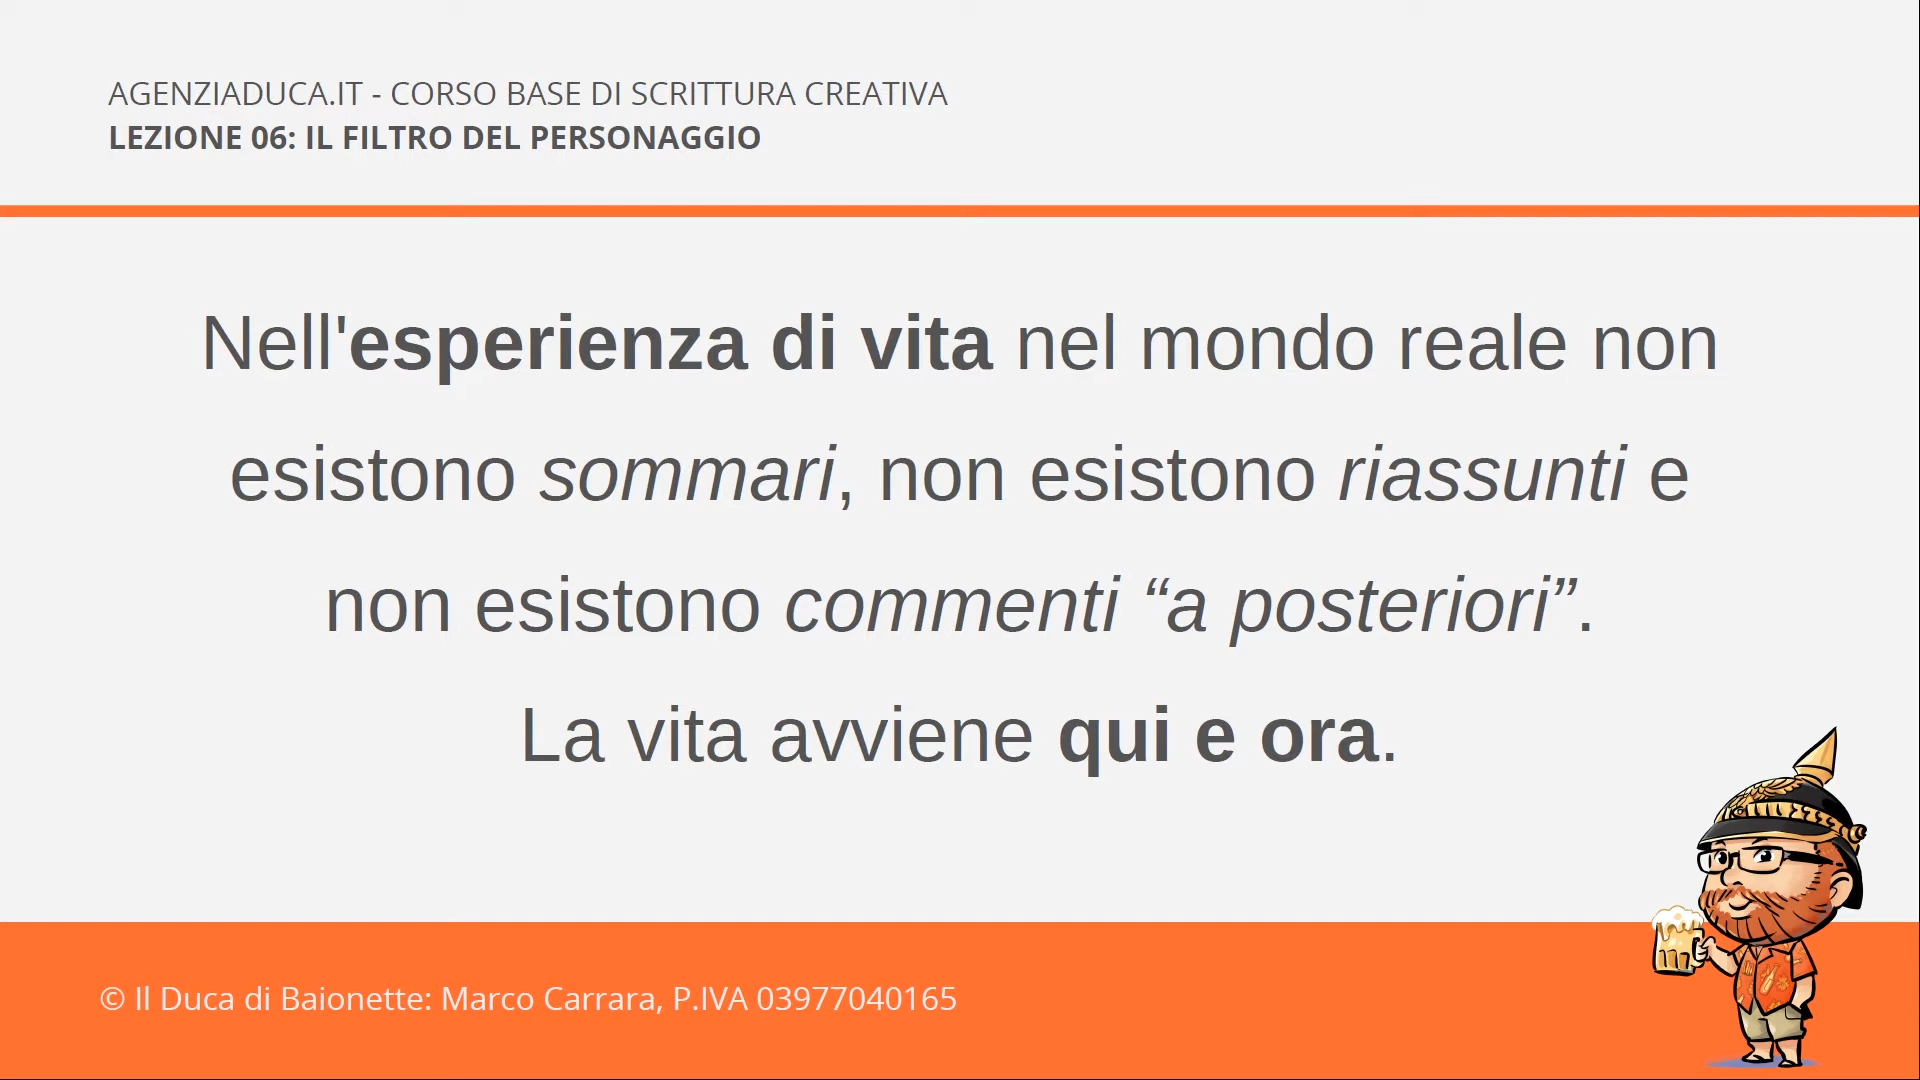 AGENZIADUCA.IT - CORSO BASE DI SCRITTURA CREATIVA
LEZIONE 06: IL FILTRO DEL PERSONAGGIO
Nell'esperienza di vita nel mondo reale non
esistono sommari, non esistono riassunti e
non esistono commenti “a posteriori”.
La vita avviene qui e ora.
© Il Duca di Baionette: Marco Carrara, P.IVA 03977040165